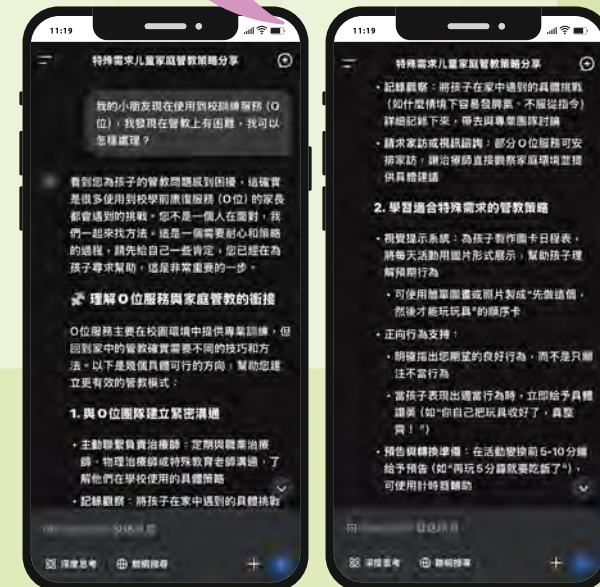 11:19
特殊需求儿童家庭管教策略分享
我的小朋友現在使用到校訓練服務 (O
位)，我發現在管教上有困難，我可以
怎樣處理？
看到您為孩子的管教問題感到困擾，這確實
是很多使用到校學前康復服務 (O位) 的家長
都會遇到的挑戰。您不是一個人在面對，我
們一起來找方法。這是一個需要耐心和策略
的過程，請先給自己一些肯定，您已經在為
孩子尋求幫助，這是非常重要的一步。
理解O位服務與家庭管教的銜接
O位服務主要在校園環境中提供專業訓練，但
回到家中的管教確實需要不同的技巧和方
法。以下是幾個具體可行的方向，幫助您建
立更有效的管教模式：
1. 與O位團隊建立緊密溝通
• 主動聯繫負責治療師：定期與職業治療
師、物理治療師或特殊教育老師溝通，了
解他們在學校使用的具體策略
• 記錄觀察：將孩子在家中遇到的具體挑戰
深度思考
聯網搜尋
11:19
特殊需求儿童家庭管教策略分享
• 記錄觀察：將孩子在家中遇到的具體挑戰
（如什麼情境下容易發脾氣、不服從指令）
詳細記錄下來，帶去與專業團隊討論
• 請求家訪或視訊諮詢：部分O位服務可安
排家訪，讓治療師直接觀察家庭環境並提
供具體建議
2. 學習適合特殊需求的管教策略
• 視覺提示系統：為孩子製作圖卡日程表，
將每天活動用圖片形式展示，幫助孩子理
解預期行為
• 可使用簡單圖畫或照片製成“先做這個，
然後才能玩玩具”的順序卡
• 正向行為支持：
• 明確指出您期望的良好行為，而不是只關
注不當行為
• 當孩子表現出適當行為時，立即給予具體
讚美（如“你自己把玩具收好了，真整
齊！”）
• 預告與轉換準備：在活動變換前5-10分鐘
給予預告（如“再玩5分鐘就要吃飯了”），
可使用計時器輔助
深度思考
聯網搜尋